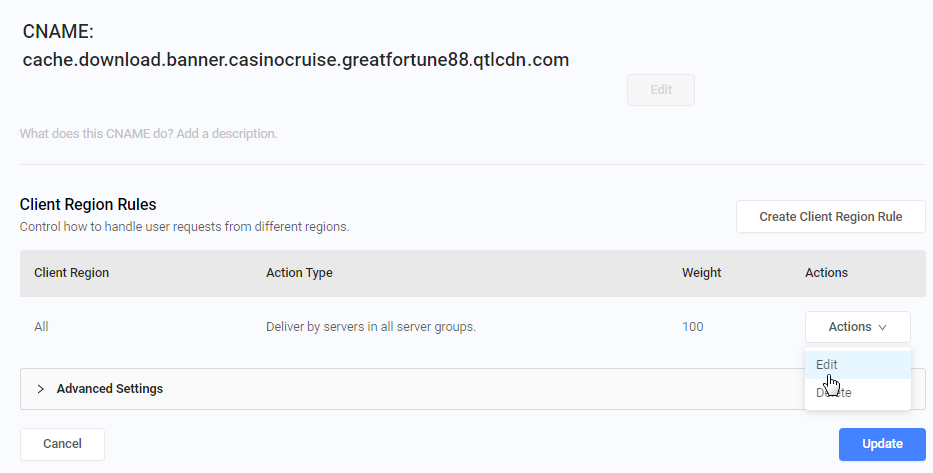 CNAME:
cache.download.banner.casinocruise.greatfortune88.qtlcdn.com
Edit
What does this CNAME do? Add a description.
Client Region Rules
Control how to handle user requests from different regions.
Create Client Region Rule
Client Region Action Type Weight Actions
All Deliver by servers in all server groups. 100 Actions
Edit
Delete
Advanced Settings
Cancel Update